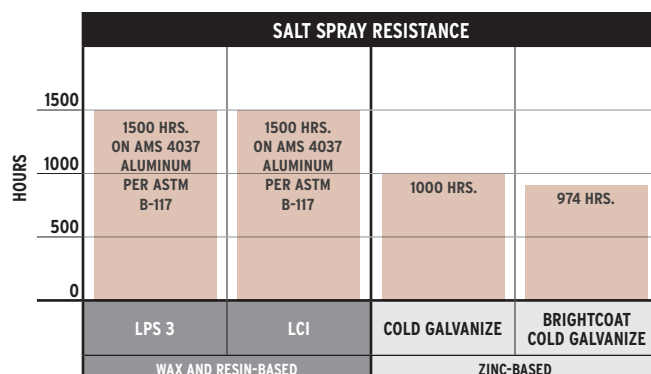 SALT SPRAY RESISTANCE
HOURS
1500
1000
500
0
1500 HRS.
ON AMS 4037
ALUMINUM
PER ASTM
B-117
1500 HRS.
ON AMS 4037
ALUMINUM
PER ASTM
B-117
1000 HRS.
974 HRS.
LPS 3
LCI
COLD GALVANIZE
BRIGHTCOAT
COLD GALVANIZE
WAX AND RESIN-BASED
ZINC-BASED